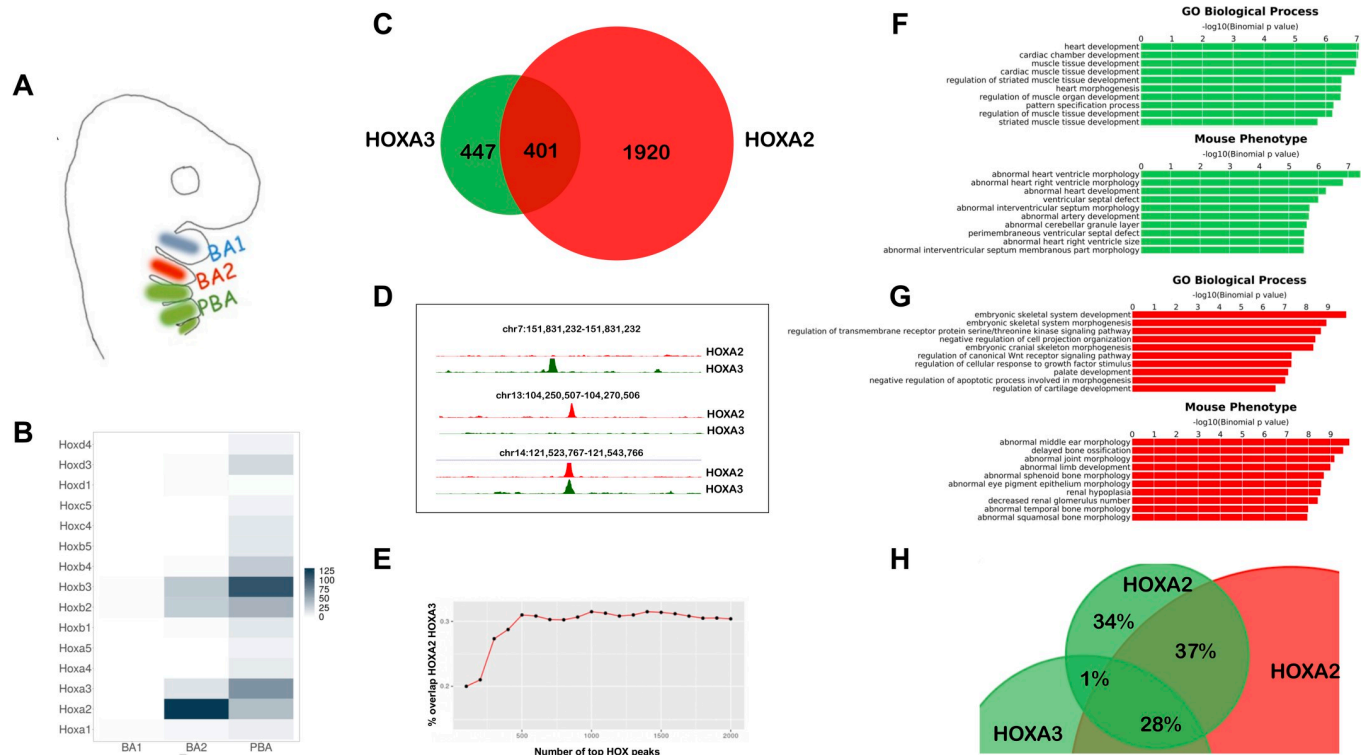 A
BA1
BA2
PBA
B
Hoxd4
Hoxd3
Hoxd1
Hoxc5
Hoxc4
Hoxb5
Hoxb4
Hoxb3
Hoxb2
Hoxb1
Hoxa5
Hoxa4
Hoxa3
Hoxa2
Hoxa1
BA1 BA2 PBA
125
100
75
50
25
0
C
HOXA3
447
401
1920
HOXA2
D
chr7:151,831,232-151,831,232
HOXA2
HOXA3
chr13:104,250,507-104,270,506
HOXA2
HOXA3
chr14:121,523,767-121,543,766
HOXA2
HOXA3
E
% overlap HOXA2 HOXA3
0.3
0.2
500 1000 1500 2000
Number of top HOX peaks
F
GO Biological Process
-log10(Binomial p value)
0 1 2 3 4 5 6 7
heart development
cardiac chamber development
muscle tissue development
cardiac muscle tissue development
regulation of striated muscle tissue development
heart morphogenesis
regulation of muscle organ development
pattern specification process
regulation of muscle tissue development
striated muscle tissue development
Mouse Phenotype
-log10(Binomial p value)
0 1 2 3 4 5 6 7
abnormal heart ventricle morphology
abnormal heart right ventricle morphology
abnormal heart development
ventricular septal defect
abnormal interventricular septum morphology
abnormal artery development
abnormal cerebellar granule layer
perimembraneous ventricular septal defect
abnormal heart right ventricle size
abnormal interventricular septum membranous part morphology
G
GO Biological Process
-log10(Binomial p value)
0 1 2 3 4 5 6 7 8 9
embryonic skeletal system development
embryonic skeletal system morphogenesis
regulation of transmembrane receptor protein serine/threonine kinase signaling pathway
negative regulation of cell projection organization
embryonic cranial skeleton morphogenesis
regulation of canonical Wnt receptor signaling pathway
regulation of cellular response to growth factor stimulus
palate development
negative regulation of apoptotic process involved in morphogenesis
regulation of cartilage development
Mouse Phenotype
-log10(Binomial p value)
0 1 2 3 4 5 6 7 8 9
abnormal middle ear morphology
delayed bone ossification
abnormal joint morphology
abnormal limb development
abnormal sphenoid bone morphology
abnormal eye pigment epithelium morphology
renal hypoplasia
decreased renal glomerulus number
abnormal temporal bone morphology
abnormal squamosal bone morphology
H
HOXA2
34%
37%
HOXA2
1%
HOXA3
28%